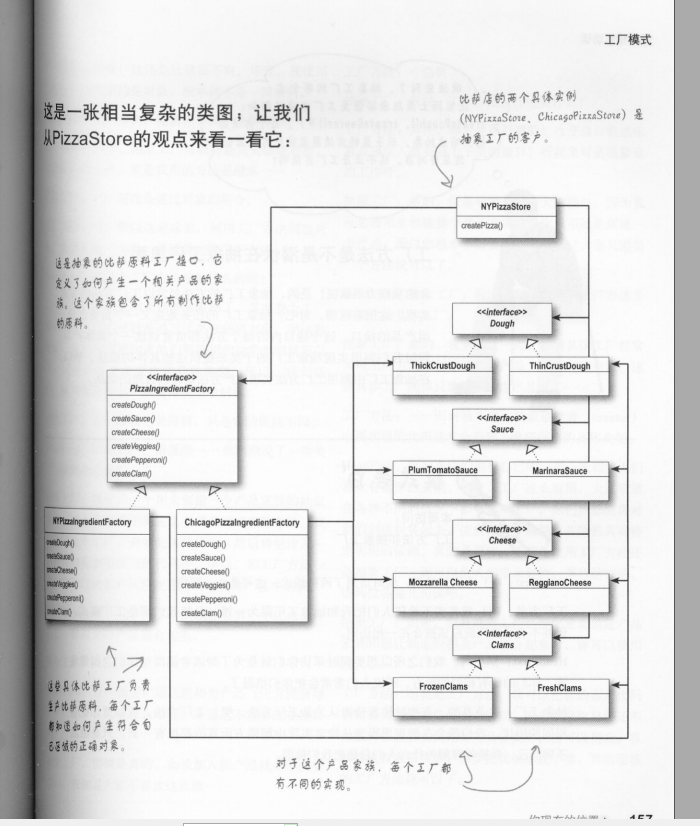 工厂模式
这是一张相当复杂的类图；让我们
从PizzaStore的观点来看一看它：
比萨店的两个具体实例
(NYPizzaStore、ChicagoPizzaStore) 是
抽象工厂的客户。
NYPizzaStore
createPizza()
这是抽象的比萨原料工厂接口，它
定义了如何产生一个相关产品的家
族。这个家族包含了所有制作比萨
的原料。
<<interface>>
Dough
ThickCrustDough
ThinCrustDough
<<interface>>
PizzaIngredientFactory
createDough()
createSauce()
createCheese()
createVeggies()
createPepperoni()
createClam()
<<interface>>
Sauce
PlumTomatoSauce
MarinaraSauce
NYPizzaIngredientFactory
createDough()
createSauce()
createCheese()
createVeggies()
createPepperoni()
createClam()
ChicagoPizzaIngredientFactory
createDough()
createSauce()
createCheese()
createVeggies()
createPepperoni()
createClam()
<<interface>>
Cheese
Mozzarella Cheese
ReggianoCheese
<<interface>>
Clams
FrozenClams
FreshClams
这些具体比萨工厂负责
生产比萨原料，每个工厂
都知道如何产生符合自
己区域的正确对象。
对于这个产品家族，每个工厂都
有不同的实现。